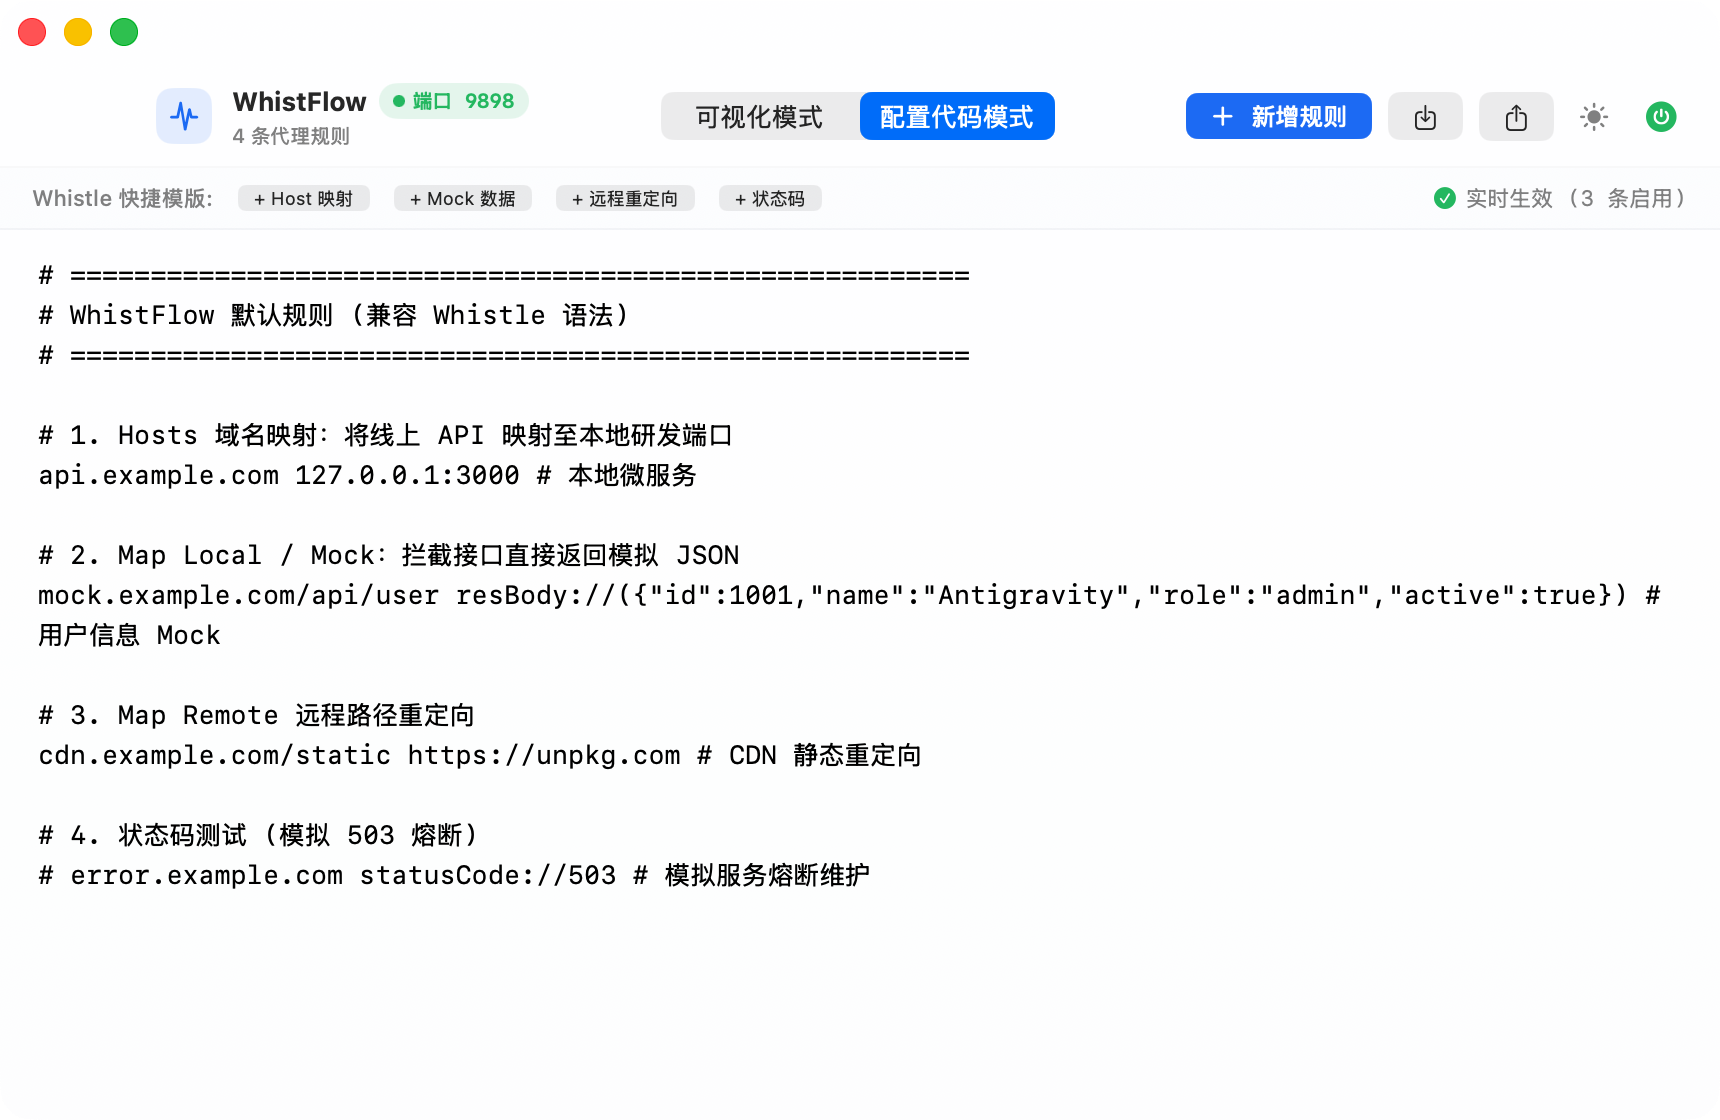 WhistFlow
端口 9898
4 条代理规则
可视化模式
配置代码模式
+ 新增规则
Whistle 快捷模版:
+ Host 映射
+ Mock 数据
+ 远程重定向
+ 状态码
实时生效 (3 条启用)
# ========================================================
# WhistFlow 默认规则 (兼容 Whistle 语法)
# ========================================================
# 1. Hosts 域名映射: 将线上 API 映射至本地研发端口
api.example.com 127.0.0.1:3000 # 本地微服务
# 2. Map Local / Mock: 拦截接口直接返回模拟 JSON
mock.example.com/api/user resBody://({"id":1001,"name":"Antigravity","role":"admin","active":true}) #
用户信息 Mock
# 3. Map Remote 远程路径重定向
cdn.example.com/static https://unpkg.com # CDN 静态重定向
# 4. 状态码测试 (模拟 503 熔断)
# error.example.com statusCode://503 # 模拟服务熔断维护